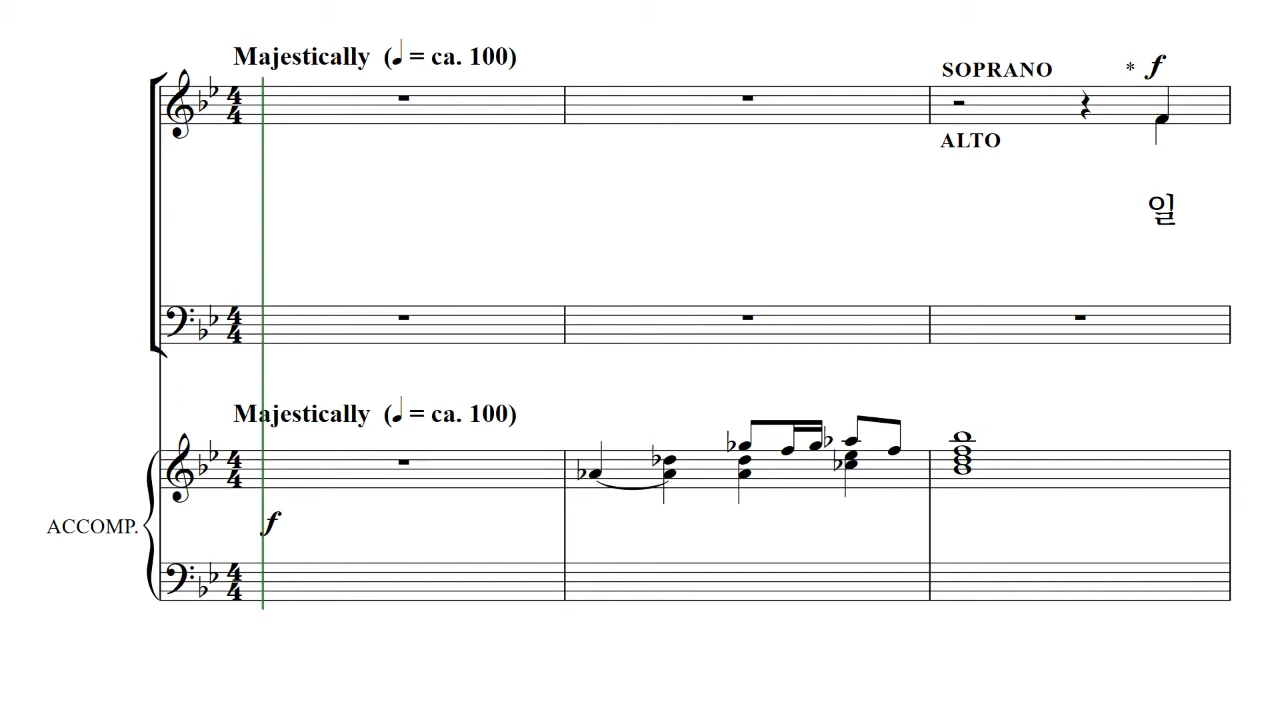 Majestically (♩ = ca. 100)
SOPRANO * f
ALTO
일
Majestically (♩ = ca. 100)
f
ACCOMP.